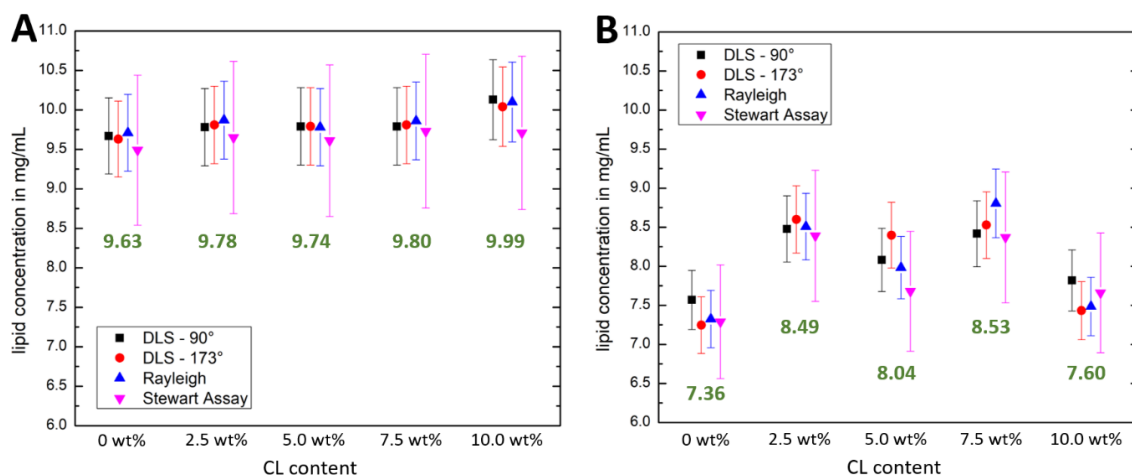 A
lipid concentration in mg/mL
11.0
10.5
10.0
9.5
9.0
8.5
8.0
7.5
7.0
6.5
6.0
9.63
9.78
9.74
9.80
9.99
DLS - 90°
DLS - 173°
Rayleigh
Stewart Assay
0 wt% 2.5 wt% 5.0 wt% 7.5 wt% 10.0 wt%
CL content
B
lipid concentration in mg/mL
11.0
10.5
10.0
9.5
9.0
8.5
8.0
7.5
7.0
6.5
6.0
DLS - 90°
DLS - 173°
Rayleigh
Stewart Assay
7.36
8.49
8.04
8.53
7.60
0 wt% 2.5 wt% 5.0 wt% 7.5 wt% 10.0 wt%
CL content